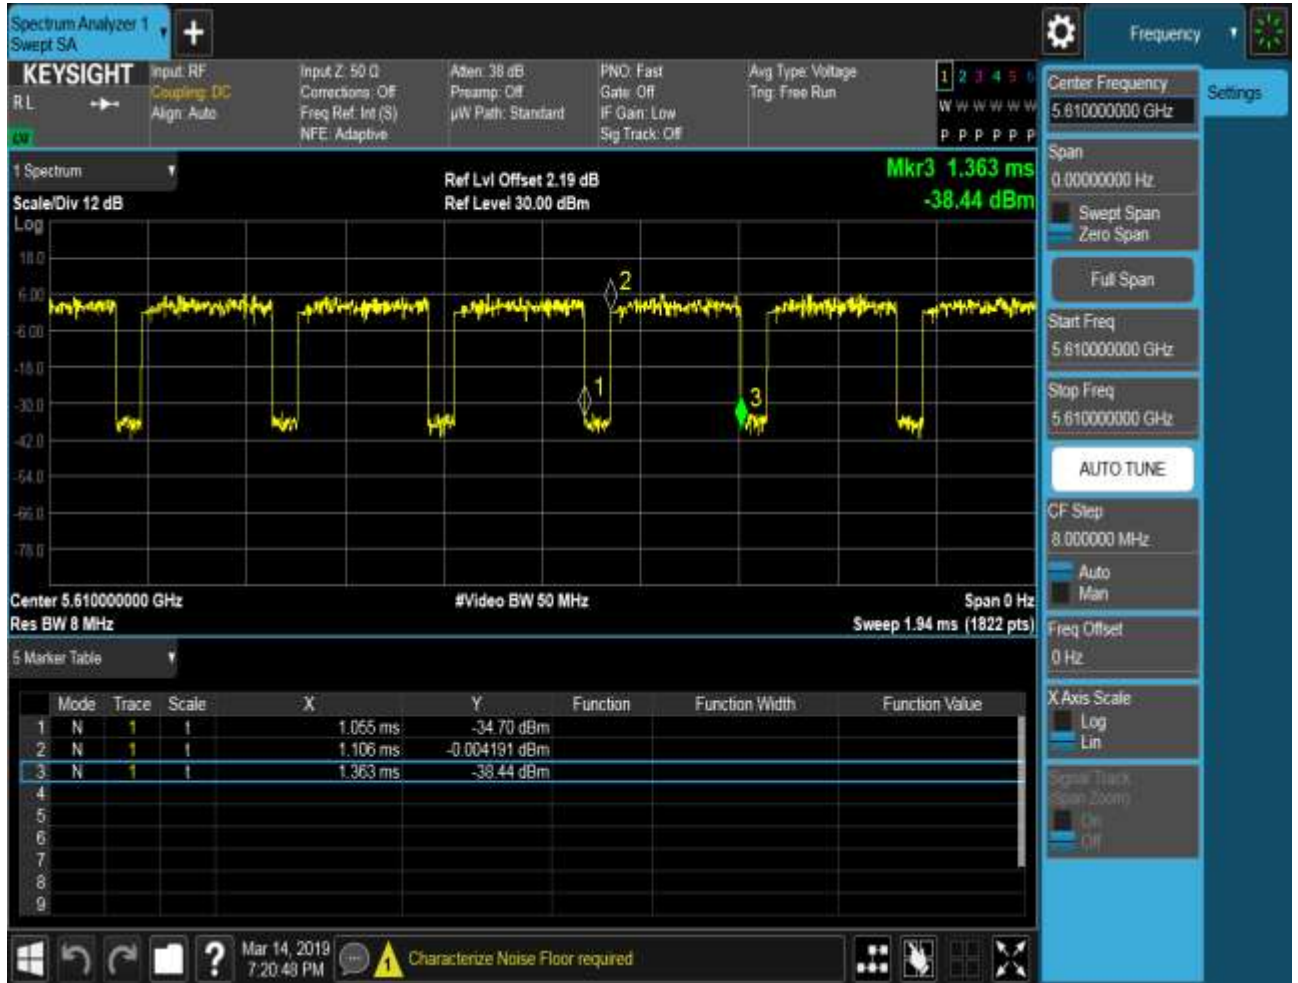 Spectrum Analyzer 1
Swept SA
+
Frequency
KEYSIGHT
R L
Input: RF
Coupling: DC
Align: Auto
Input Z: 50 Ω
Corrections: Off
Freq Ref: Int (S)
NFE: Adaptive
Atten: 38 dB
Preamp: Off
µW Path: Standard
PNO: Fast
Gate: Off
IF Gain: Low
Sig Track: Off
Avg Type: Voltage
Trig: Free Run
1 2 3 4 5 6
W W W W W W
P P P P P P
1 Spectrum
Scale/Div 12 dB
Ref Lvl Offset 2.19 dB
Ref Level 30.00 dBm
Mkr3 1.363 ms
-38.44 dBm
Log
18.0
6.00
-6.00
-18.0
-30.0
-42.0
-54.0
-66.0
-78.0
1
2
3
Center 5.610000000 GHz
Res BW 8 MHz
#Video BW 50 MHz
Span 0 Hz
Sweep 1.94 ms (1822 pts)
5 Marker Table
Mode Trace Scale X Y Function Function Width Function Value
1 N 1 t 1.055 ms -34.70 dBm
2 N 1 t 1.106 ms -0.004191 dBm
3 N 1 t 1.363 ms -38.44 dBm
4
5
6
7
8
9
Mar 14, 2019
7:20:48 PM
?
1
Characterize Noise Floor required
Settings
Center Frequency
5.610000000 GHz
Span
0.00000000 Hz
Swept Span
Zero Span
Full Span
Start Freq
5.610000000 GHz
Stop Freq
5.610000000 GHz
AUTO TUNE
CF Step
8.000000 MHz
Auto
Man
Freq Offset
0 Hz
X Axis Scale
Log
Lin
Signal Track
(Span Zoom)
On
Off